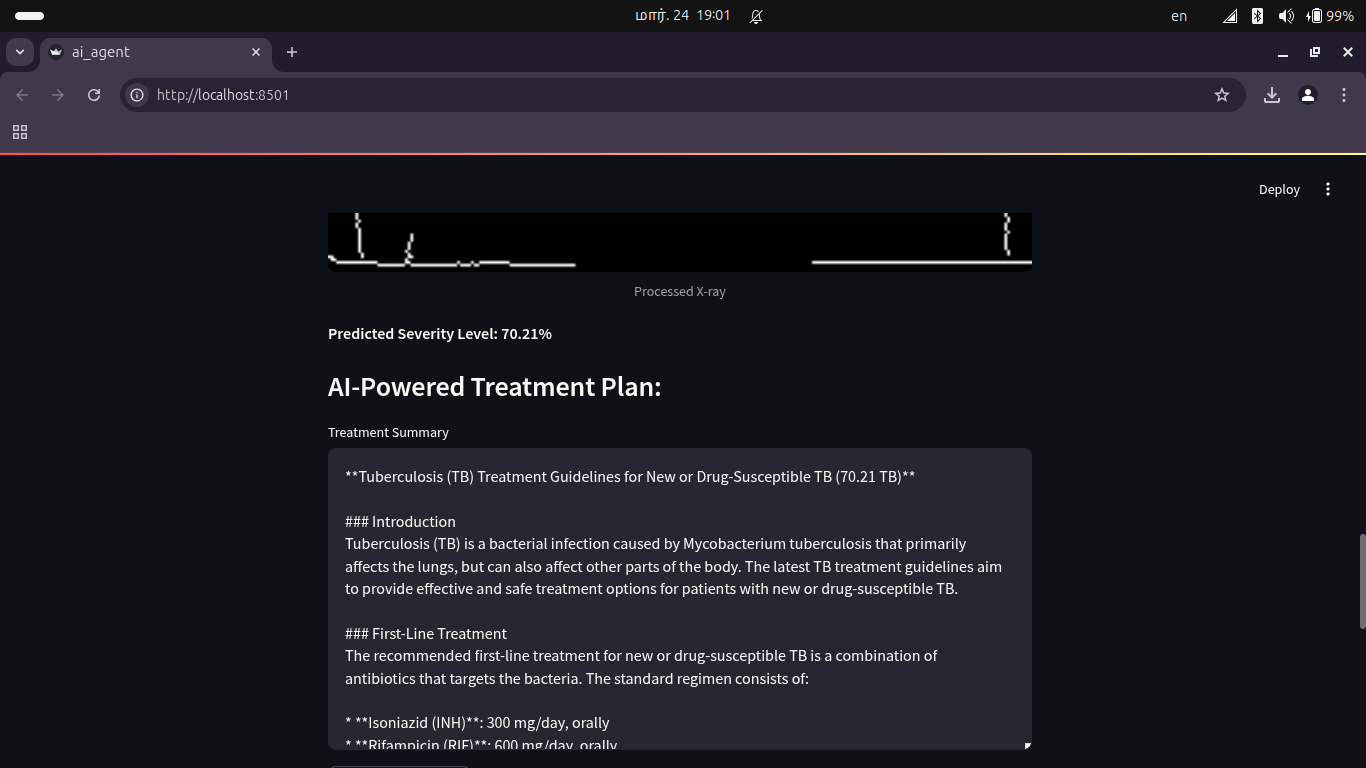 மார். 24 19:01
en
99%
ai_agent
http://localhost:8501
Deploy
Processed X-ray
Predicted Severity Level: 70.21%
AI-Powered Treatment Plan:
Treatment Summary
**Tuberculosis (TB) Treatment Guidelines for New or Drug-Susceptible TB (70.21 TB)**
### Introduction
Tuberculosis (TB) is a bacterial infection caused by Mycobacterium tuberculosis that primarily
affects the lungs, but can also affect other parts of the body. The latest TB treatment guidelines aim
to provide effective and safe treatment options for patients with new or drug-susceptible TB.
### First-Line Treatment
The recommended first-line treatment for new or drug-susceptible TB is a combination of
antibiotics that targets the bacteria. The standard regimen consists of:
* **Isoniazid (INH)**: 300 mg/day, orally
* **Rifampicin (RIF)**: 600 mg/day, orally